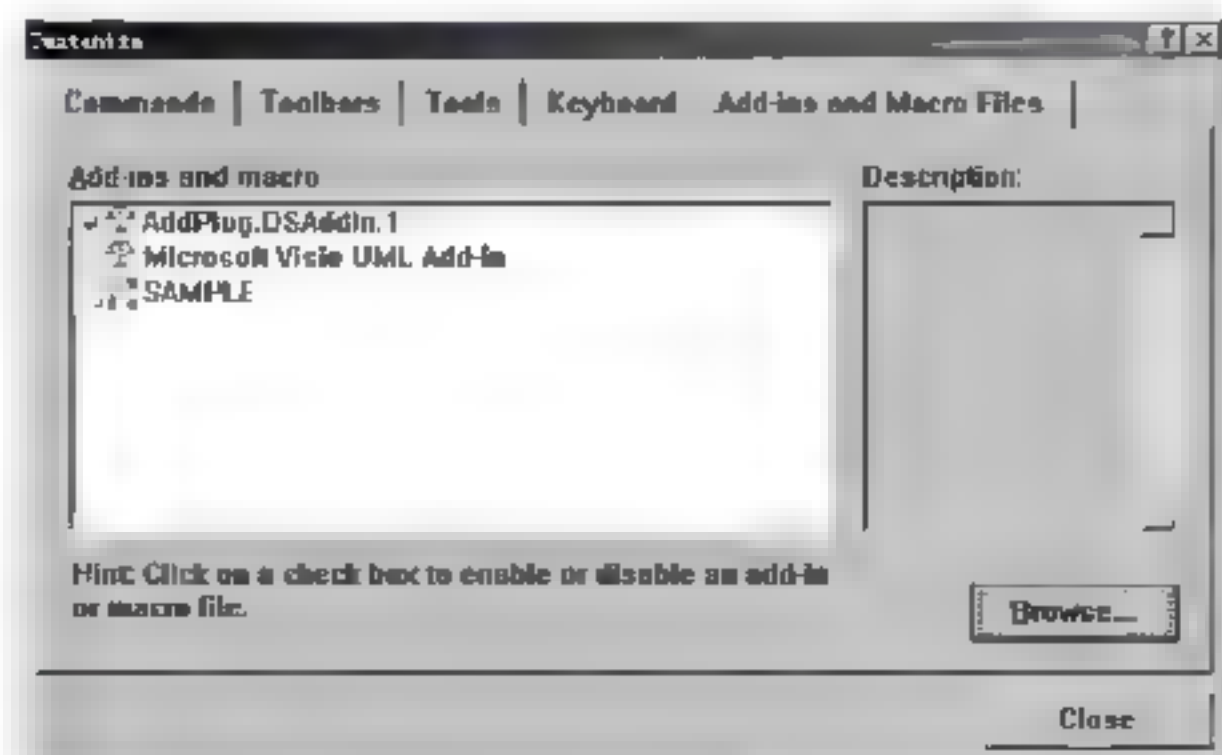 Customize
Commands Toolbars Tools Keyboard Add-ins and Macro Files
Add-ins and macro
Description:
AddPlug.DSAddIn.1
Microsoft Visio UML Add-In
SAMPLE
Hint: Click on a check box to enable or disable an add-in
or macro file.
Browse...
Close